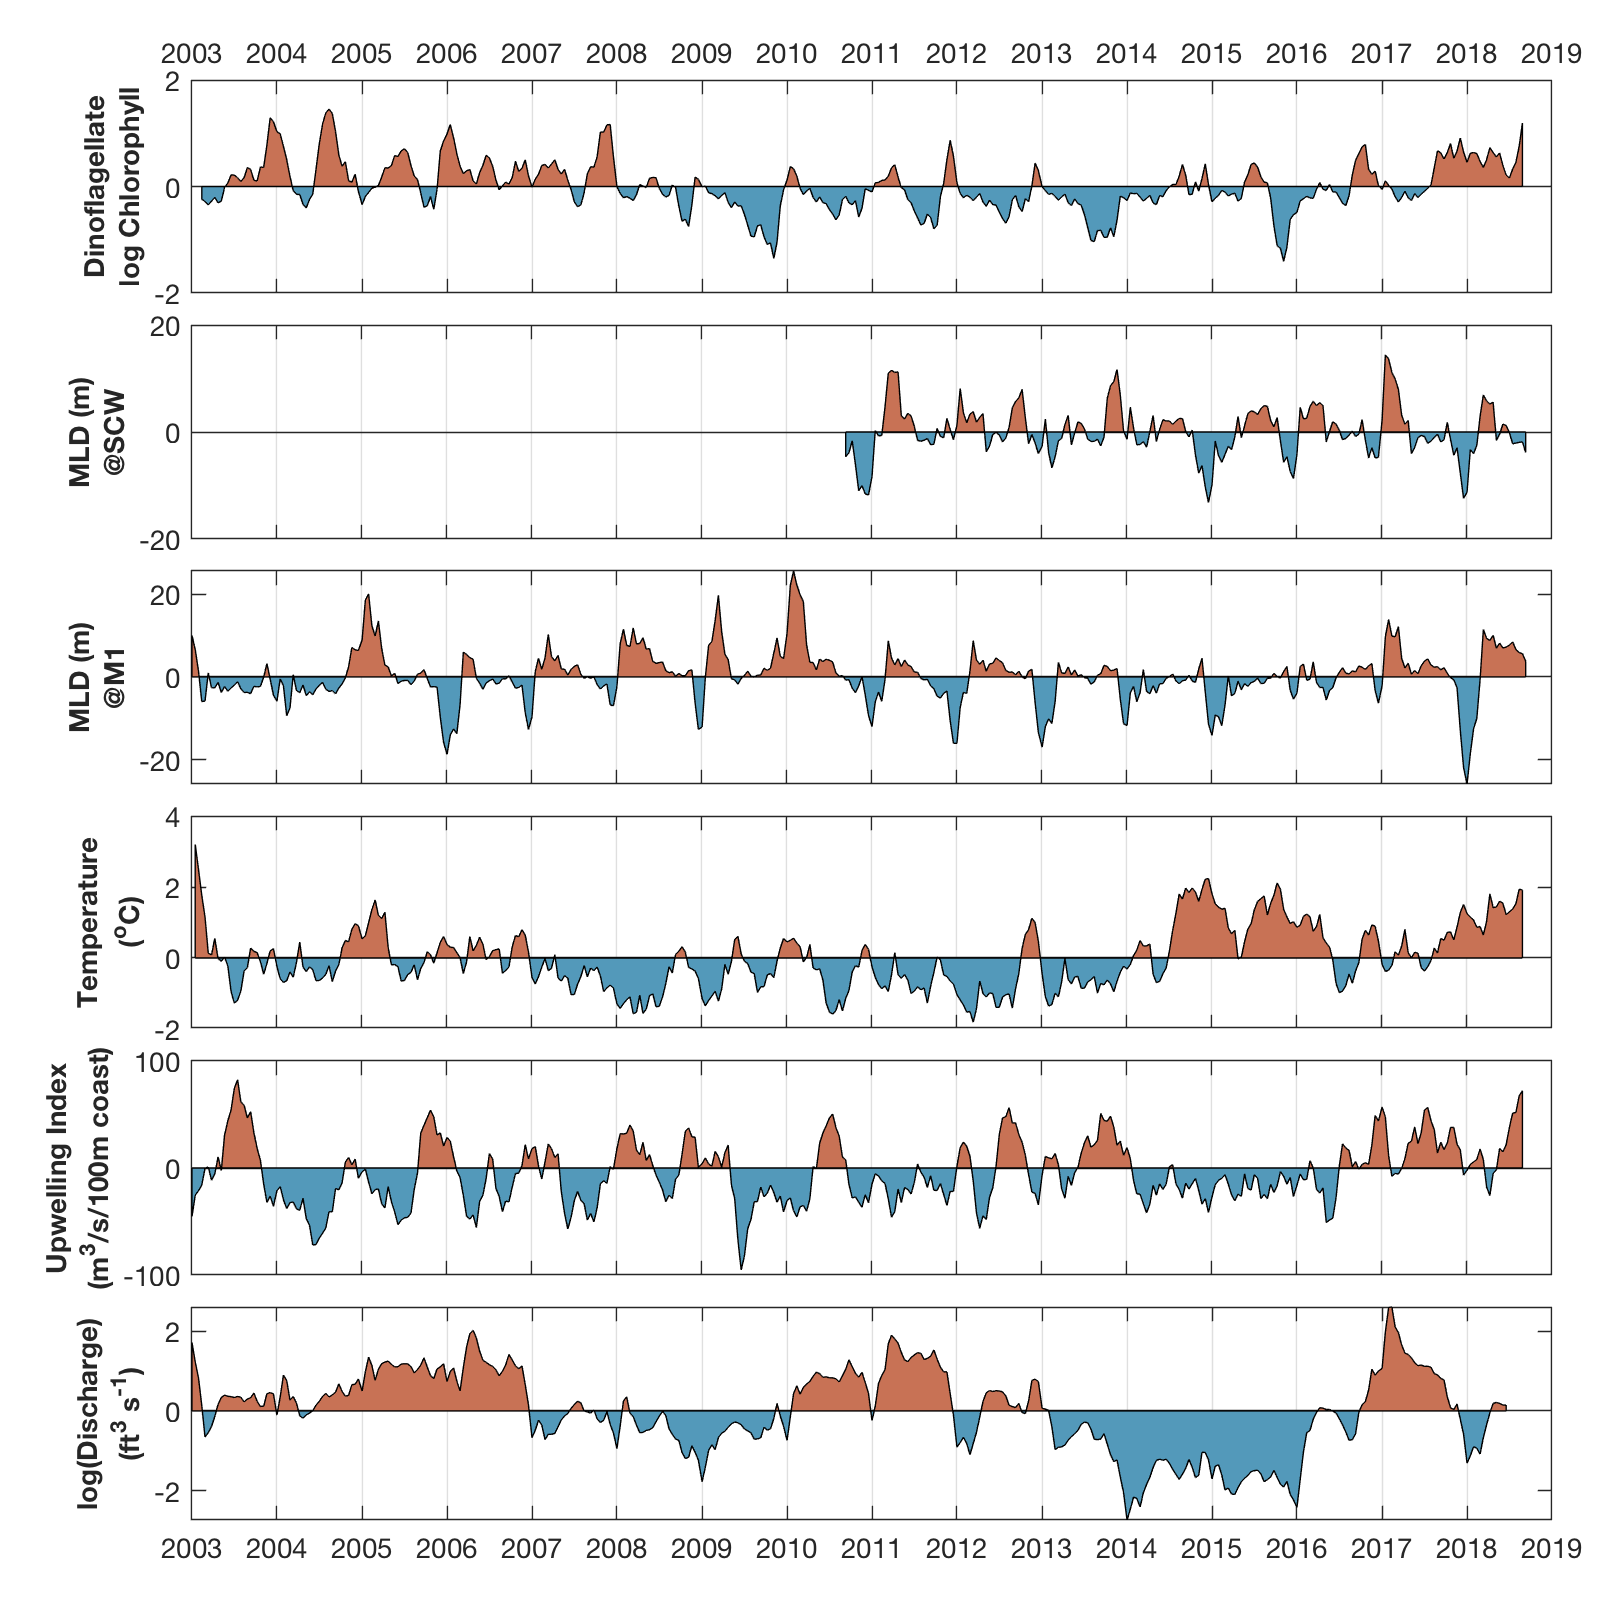 2003 2004 2005 2006 2007 2008 2009 2010 2011 2012 2013 2014 2015 2016 2017 2018 2019
Dinoflagellate
log Chlorophyll
2
0
-2
MLD (m)
@SCW
20
0
-20
MLD (m)
@M1
20
0
-20
Temperature
(°C)
4
2
0
-2
Upwelling Index
(m³/s/100m coast)
100
0
-100
log(Discharge)
(ft³ s⁻¹)
2
0
-2
2003 2004 2005 2006 2007 2008 2009 2010 2011 2012 2013 2014 2015 2016 2017 2018 2019